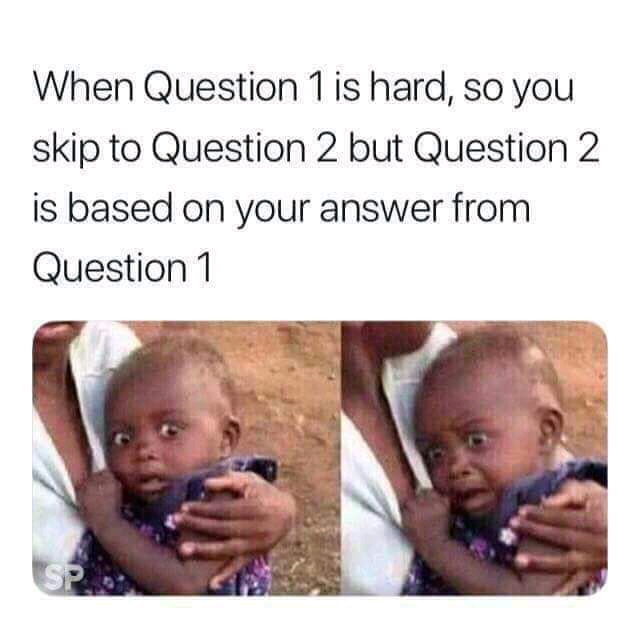 When Question 1 is hard, so you
skip to Question 2 but Question 2
is based on your answer from
Question 1
SP